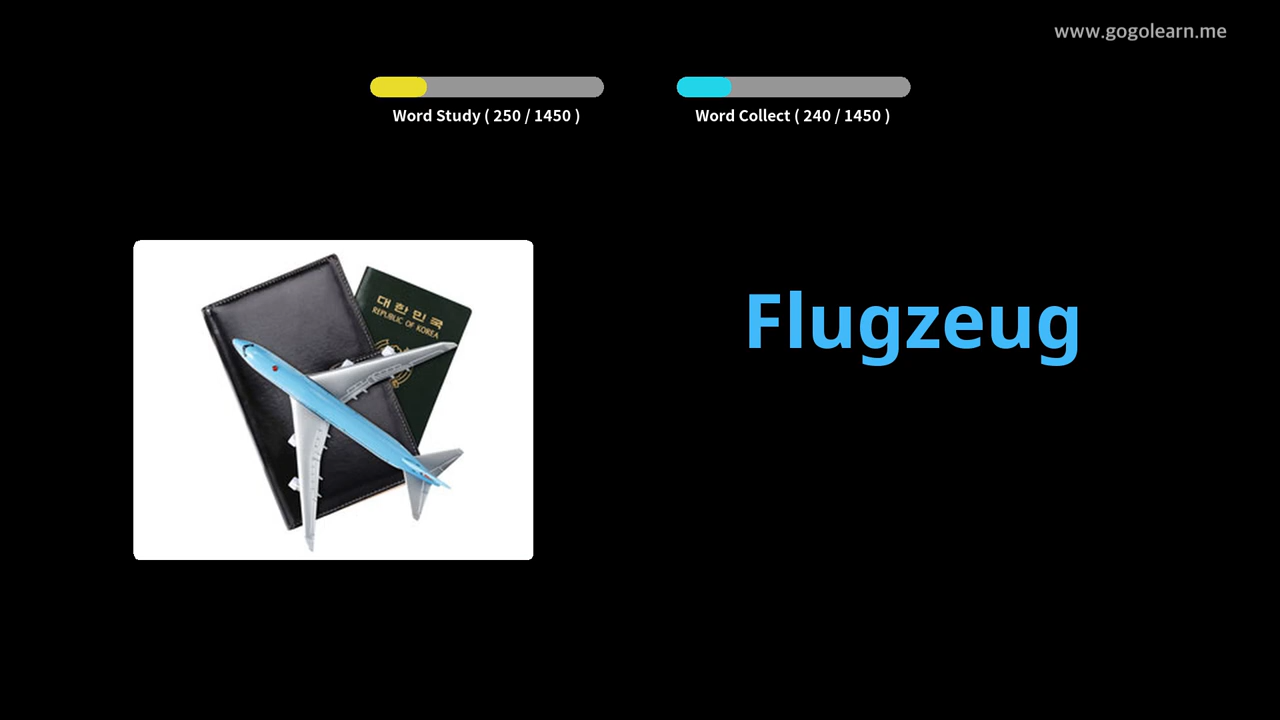 www.gogolearn.me
Word Study ( 250 / 1450 )
Word Collect ( 240 / 1450 )
대한민국
REPUBLIC OF KOREA
Flugzeug